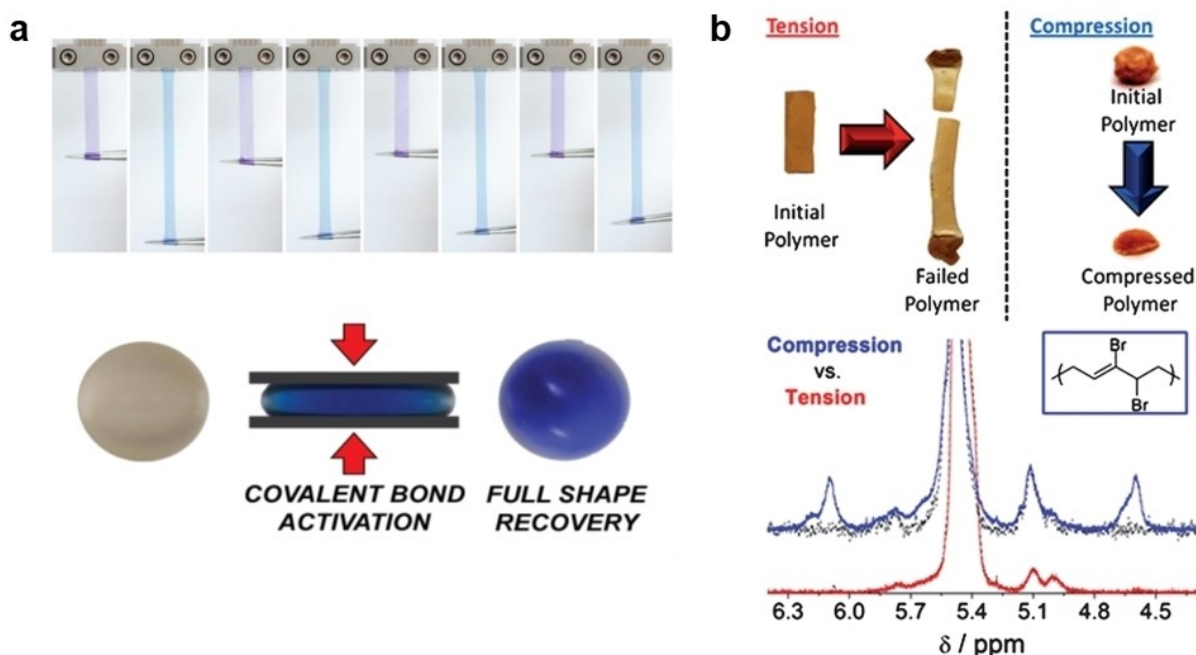 a
COVALENT BOND
ACTIVATION
FULL SHAPE
RECOVERY
b
Tension
Compression
Initial
Polymer
Failed
Polymer
Initial
Polymer
Compressed
Polymer
Compression
vs.
Tension
Br
Br
6.3 6.0 5.7 5.4 5.1 4.8 4.5
δ / ppm